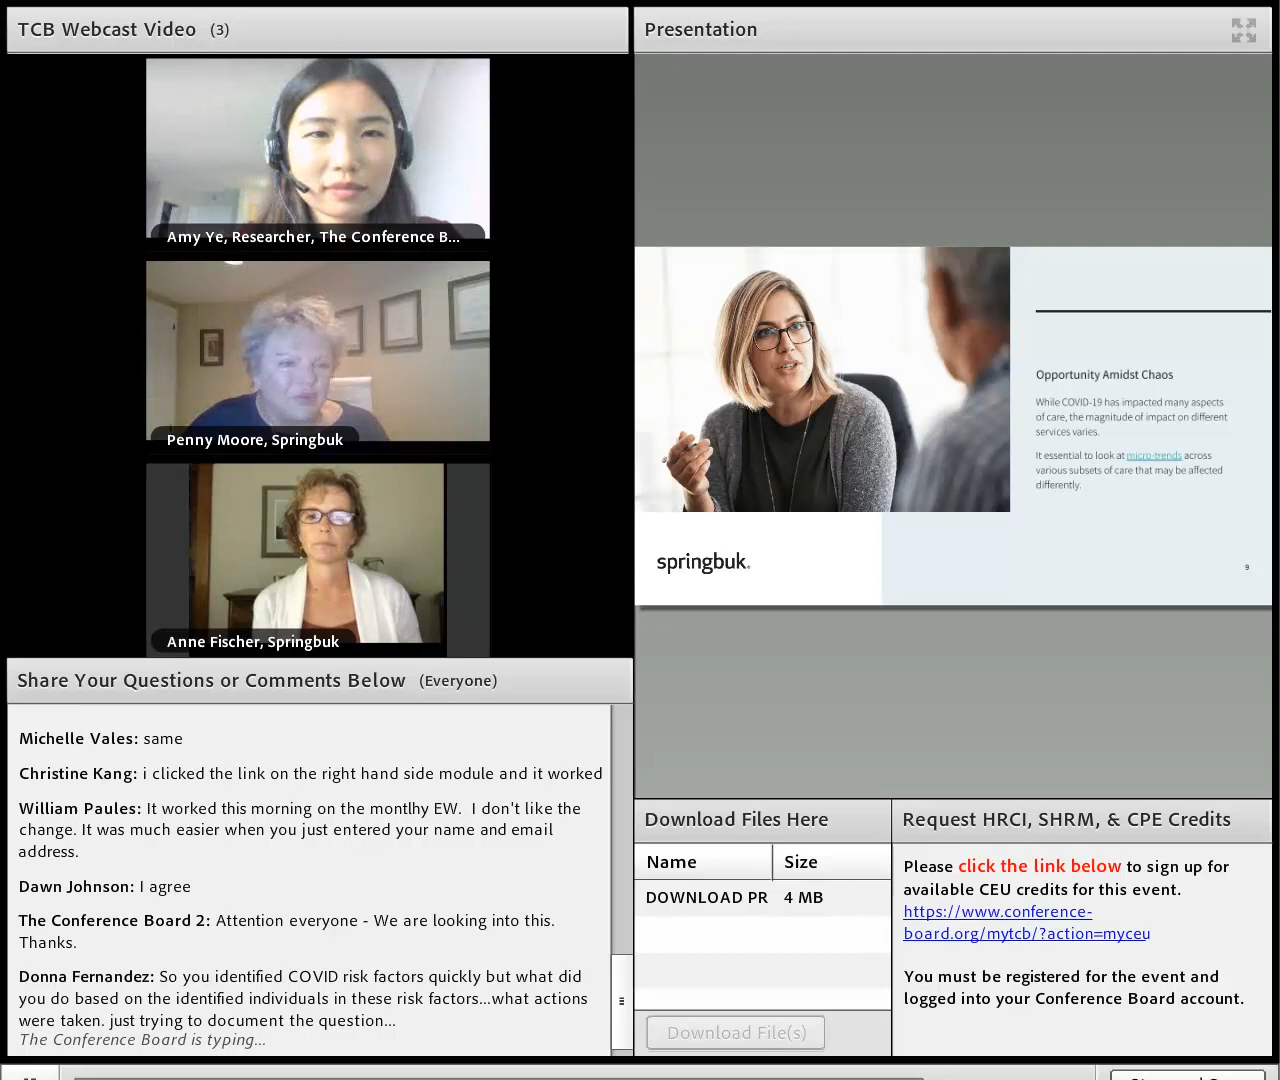 TCB Webcast Video (3)
Amy Ye, Researcher, The Conference B...
Penny Moore, Springbuk
Anne Fischer, Springbuk
Share Your Questions or Comments Below (Everyone)
Michelle Vales: same
Christine Kang: i clicked the link on the right hand side module and it worked
William Paules: It worked this morning on the montlhy EW. I don't like the
change. It was much easier when you just entered your name and email
address.
Dawn Johnson: I agree
The Conference Board 2: Attention everyone - We are looking into this.
Thanks.
Donna Fernandez: So you identified COVID risk factors quickly but what did
you do based on the identified individuals in these risk factors...what actions
were taken. just trying to document the question...
The Conference Board is typing...
Presentation
Opportunity Amidst Chaos
While COVID-19 has impacted many aspects
of care, the magnitude of impact on different
services varies.
It essential to look at micro-trends across
various subsets of care that may be affected
differently.
springbuk.
9
Download Files Here
Name Size
DOWNLOAD PR 4 MB
Download File(s)
Request HRCI, SHRM, & CPE Credits
Please click the link below to sign up for
available CEU credits for this event.
https://www.conference-
board.org/mytcb/?action=myceu
You must be registered for the event and
logged into your Conference Board account.